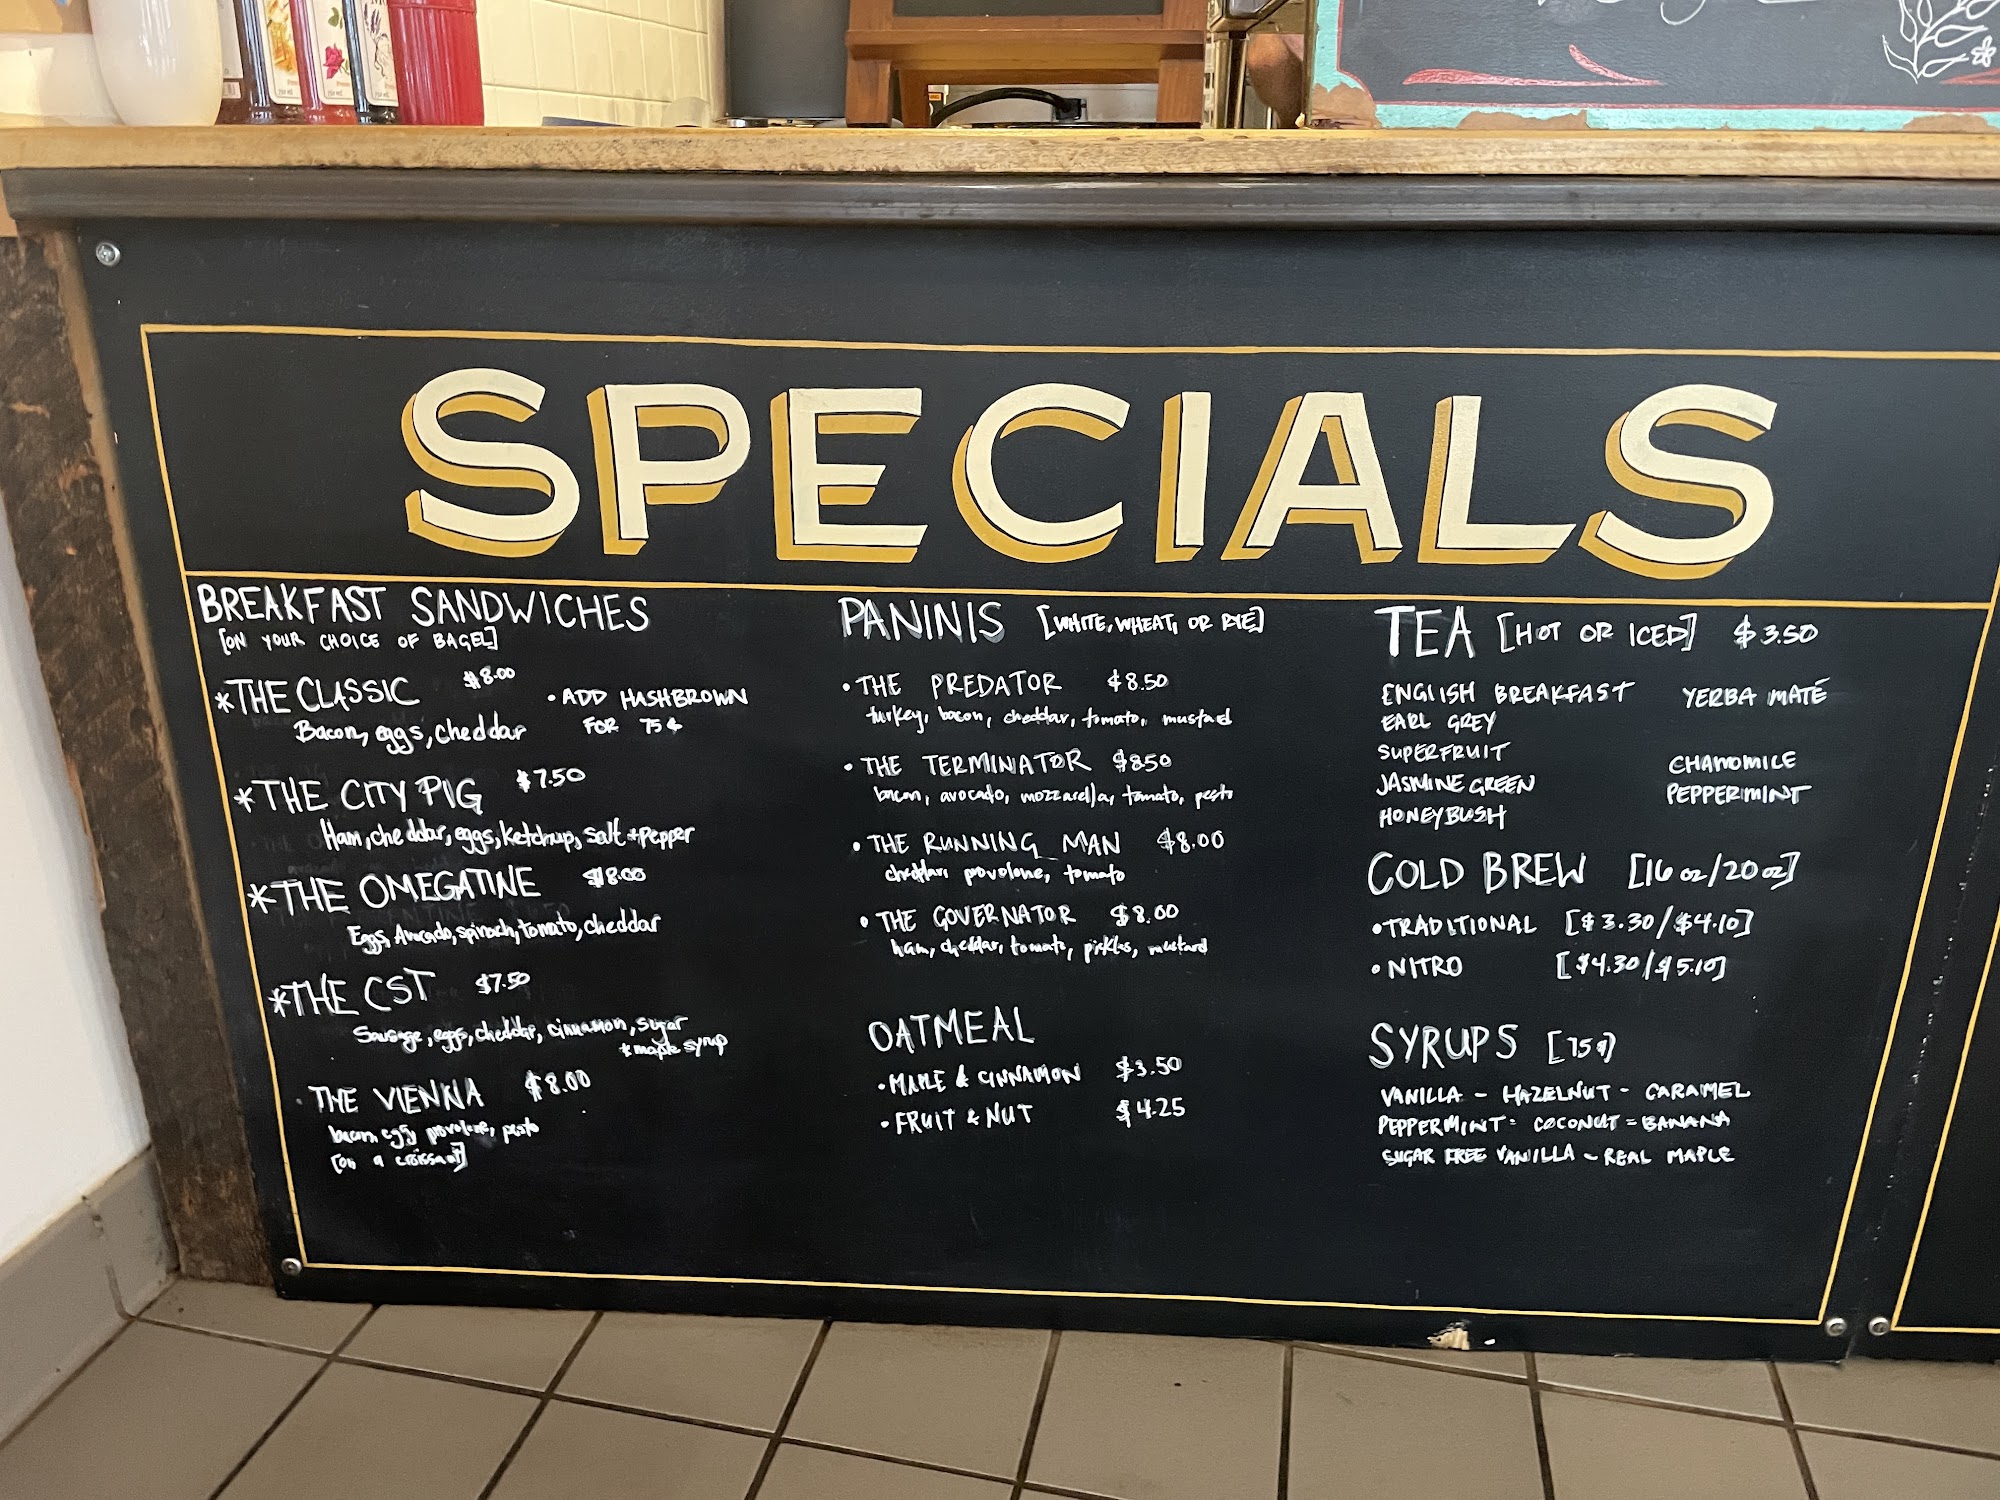 SPECIALS
BREAKFAST SANDWICHES
[ON YOUR CHOICE OF BAGEL]
*THE CLASSIC $8.00
Bacon, eggs, cheddar
• ADD HASHBROWN
FOR 75¢
*THE CITY PIG $7.50
Ham, cheddar, eggs, Ketchup, salt + pepper
*THE OMEGATINE $8.00
Eggs, Avocado, spinach, tomato, cheddar
*THE CST $7.50
Sausage, eggs, cheddar, cinnamon, sugar
+ maple syrup
• THE VIENNA $8.00
bacon, egg, provolone, pesto
[on a croissant]
PANINIS [WHITE, WHEAT, OR RYE]
• THE PREDATOR $8.50
turkey, bacon, cheddar, tomato, mustard
• THE TERMINATOR $8.50
bacon, avocado, mozzarella, tomato, pesto
• THE RUNNING MAN $8.00
cheddar, provolone, tomato
• THE GOVERNATOR $8.00
ham, cheddar, tomato, pickles, mustard
OATMEAL
• MAPLE & CINNAMON $3.50
• FRUIT & NUT $4.25
TEA [HOT OR ICED] $3.50
ENGLISH BREAKFAST
EARL GREY
SUPERFRUIT
JASMINE GREEN
HONEYBUSH
YERBA MATÉ
CHAMOMILE
PEPPERMINT
COLD BREW [16 oz/20 oz]
• TRADITIONAL [$3.30/$4.10]
• NITRO [$4.30/$5.10]
SYRUPS [75¢]
VANILLA - HAZELNUT - CARAMEL
PEPPERMINT - COCONUT - BANANA
SUGAR FREE VANILLA - REAL MAPLE